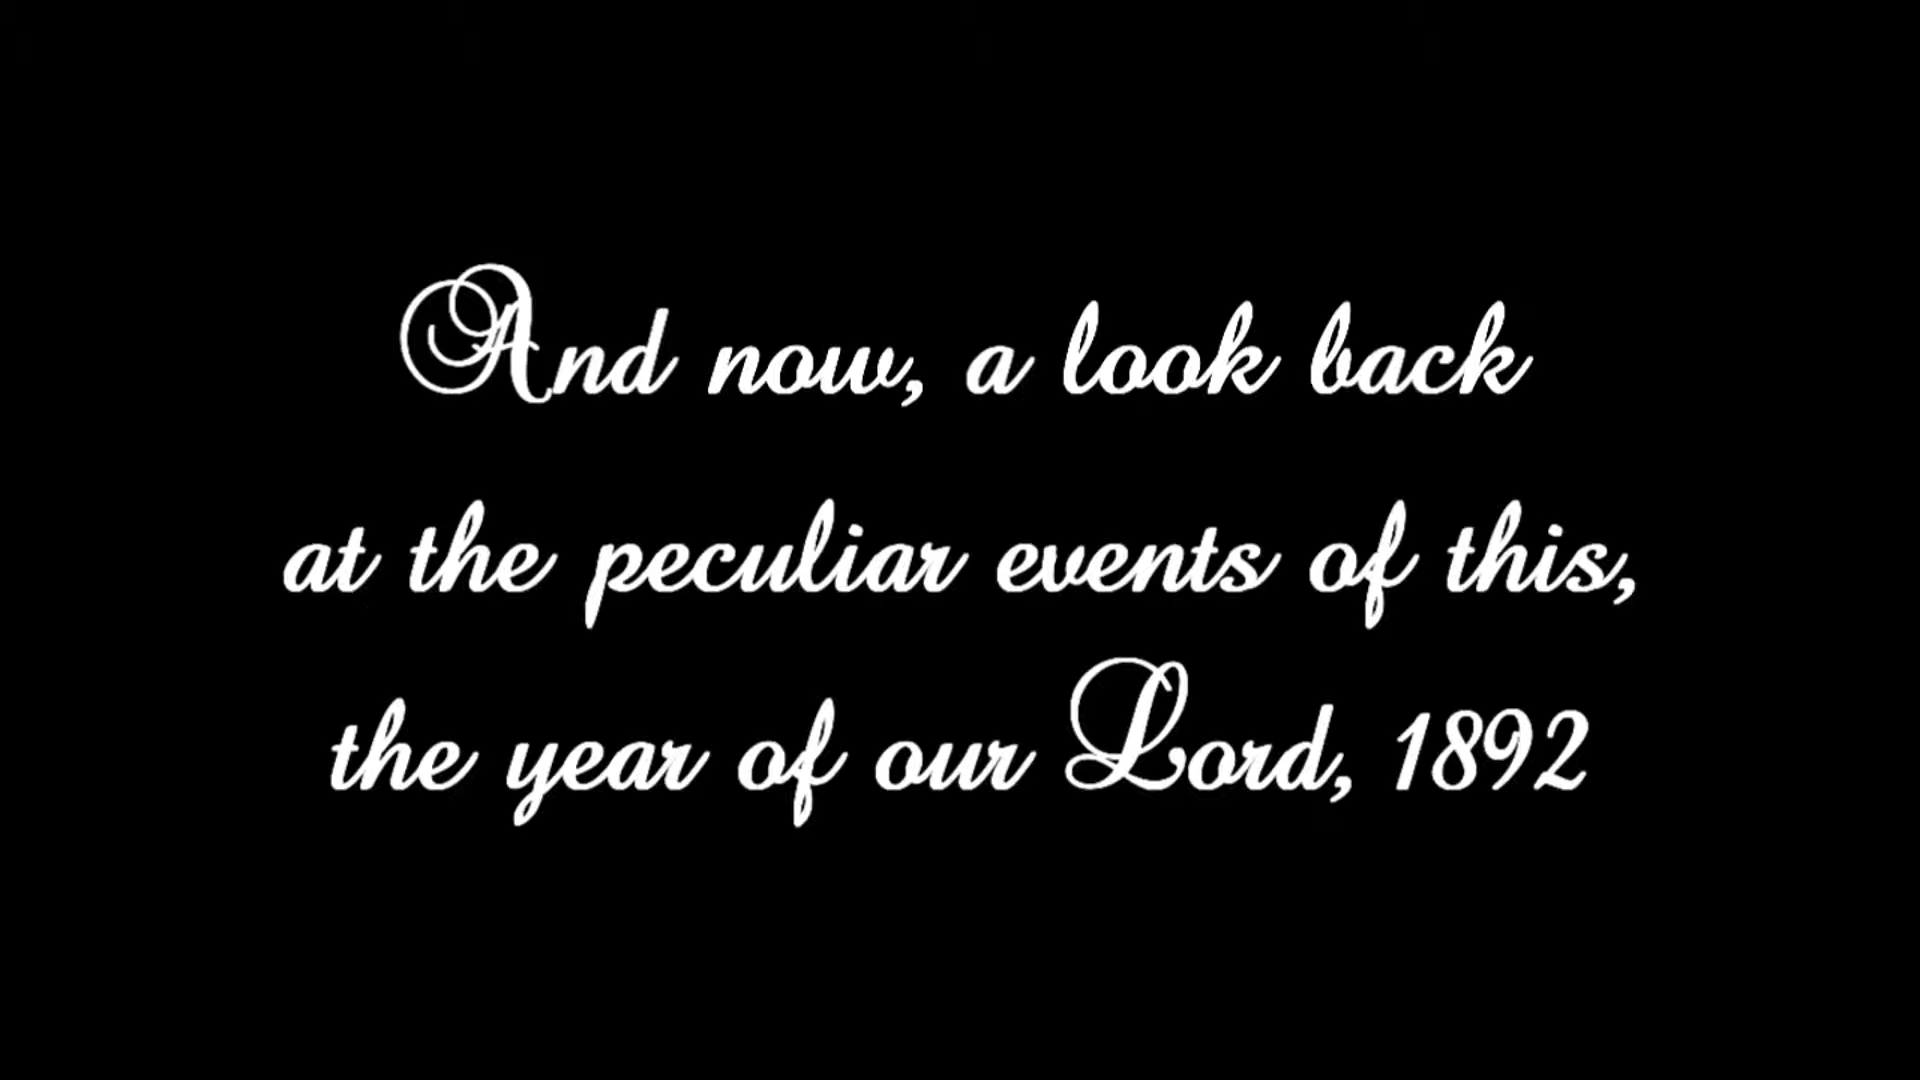 And now, a look back
at the peculiar events of this,
the year of our Lord, 1892